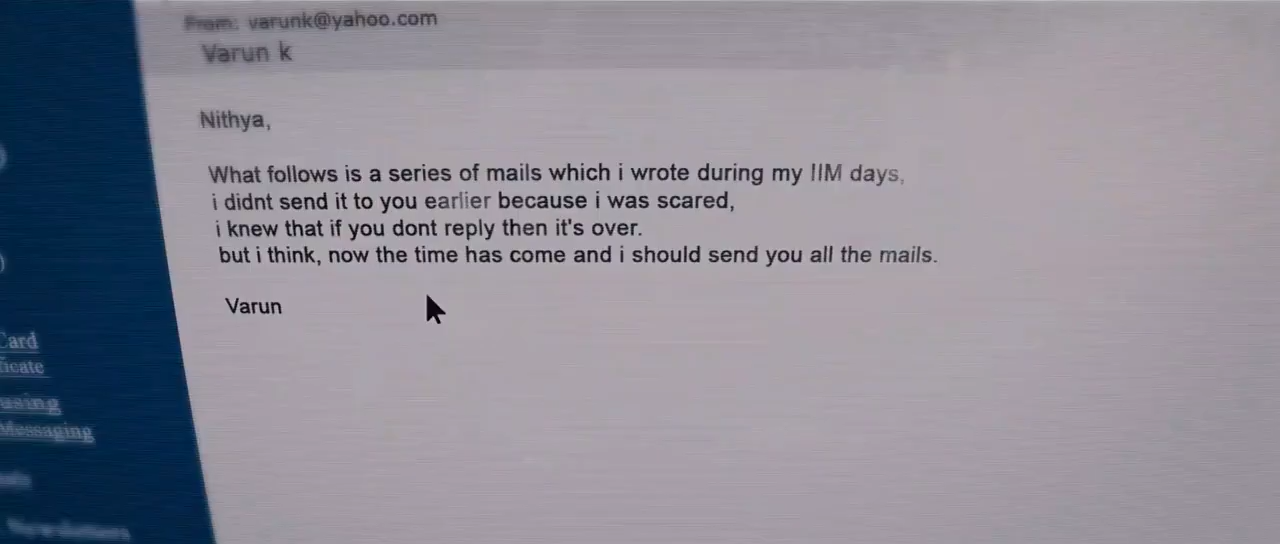 From: varunk@yahoo.com
Varun k
Nithya,
What follows is a series of mails which i wrote during my IIM days,
i didnt send it to you earlier because i was scared,
i knew that if you dont reply then it's over.
but i think, now the time has come and i should send you all the mails.
Varun
Card
ficate
using
Messaging
Newsletters